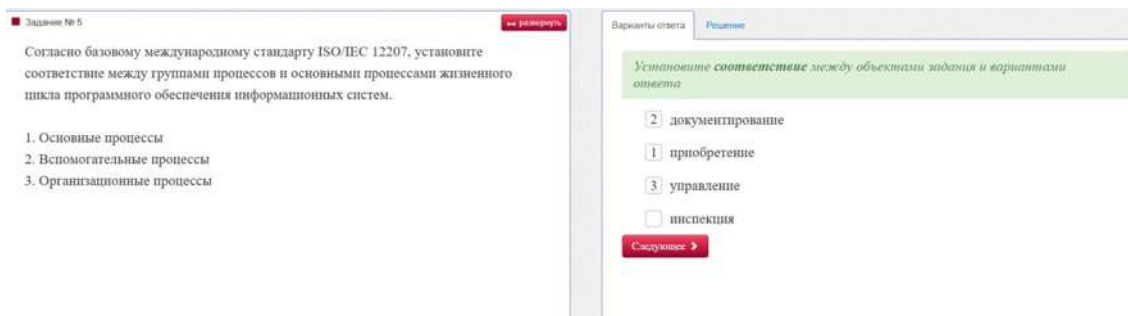 Задание № 5
развернуть
Согласно базовому международному стандарту ISO/IEC 12207, установите
соответствие между группами процессов и основными процессами жизненного
цикла программного обеспечения информационных систем.
1. Основные процессы
2. Вспомогательные процессы
3. Организационные процессы
Варианты ответа
Решение
Установите соответствие между объектами задания и вариантами
ответа
2 документирование
1 приобретение
3 управление
инспекция
Следующее